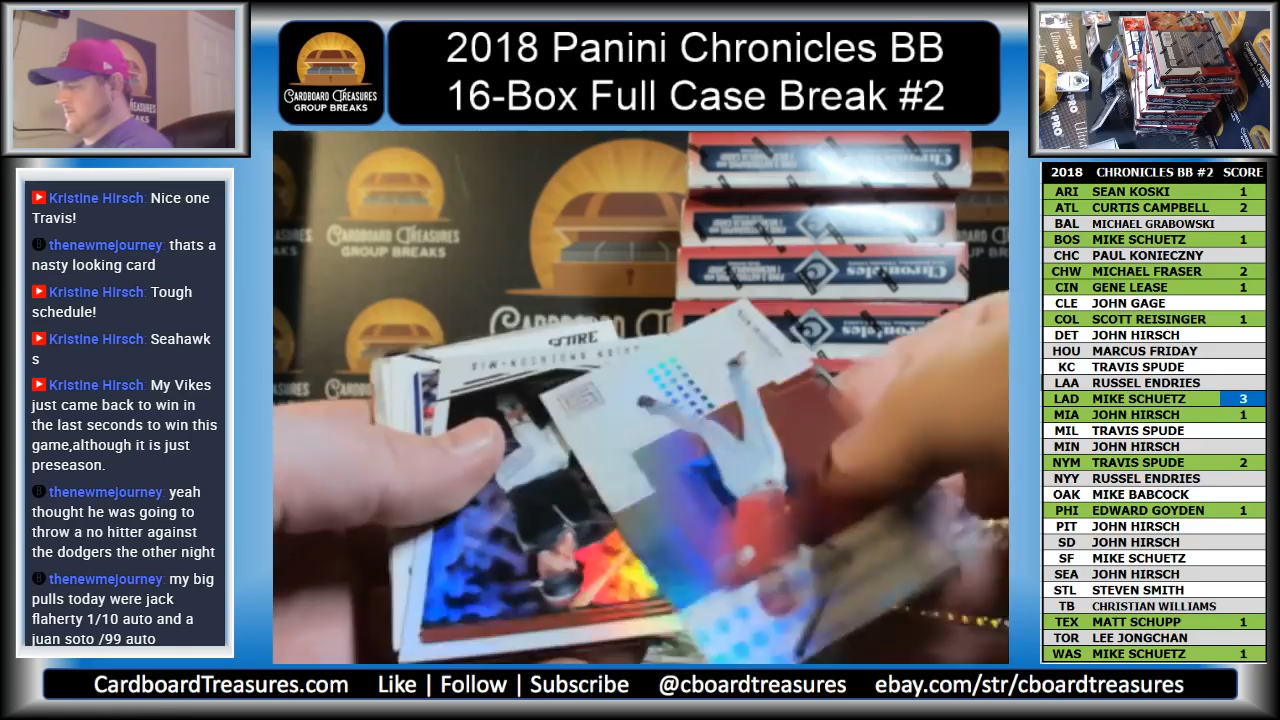 CARDBOARD TREASURES
GROUP BREAKS
2018 Panini Chronicles BB
16-Box Full Case Break #2
Kristine Hirsch: Nice one
Travis!
thenewmejourney: thats a
nasty looking card
Kristine Hirsch: Tough
schedule!
Kristine Hirsch: Seahawk
s
Kristine Hirsch: My Vikes
just came back to win in
the last seconds to win this
game,although it is just
preseason.
thenewmejourney: yeah
thought he was going to
throw a no hitter against
the dodgers the other night
thenewmejourney: my big
pulls today were jack
flaherty 1/10 auto and a
juan soto /99 auto
CARDBOARD TREASURES
GROUP BREAKS
Chronicles
Chronicles
Chronicles
SCORE
2018 CHRONICLES BB #2 SCORE
ARI SEAN KOSKI 1
ATL CURTIS CAMPBELL 2
BAL MICHAEL GRABOWSKI
BOS MIKE SCHUETZ 1
CHC PAUL KONIECZNY
CHW MICHAEL FRASER 2
CIN GENE LEASE 1
CLE JOHN GAGE
COL SCOTT REISINGER 1
DET JOHN HIRSCH
HOU MARCUS FRIDAY
KC TRAVIS SPUDE
LAA RUSSEL ENDRIES
LAD MIKE SCHUETZ 3
MIA JOHN HIRSCH 1
MIL TRAVIS SPUDE
MIN JOHN HIRSCH
NYM TRAVIS SPUDE 2
NYY RUSSEL ENDRIES
OAK MIKE BABCOCK
PHI EDWARD GOYDEN 1
PIT JOHN HIRSCH
SD JOHN HIRSCH
SF MIKE SCHUETZ
SEA JOHN HIRSCH
STL STEVEN SMITH
TB CHRISTIAN WILLIAMS
TEX MATT SCHUPP 1
TOR LEE JONGCHAN
WAS MIKE SCHUETZ 1
CardboardTreasures.com Like | Follow | Subscribe @cboardtreasures ebay.com/str/cboardtreasures